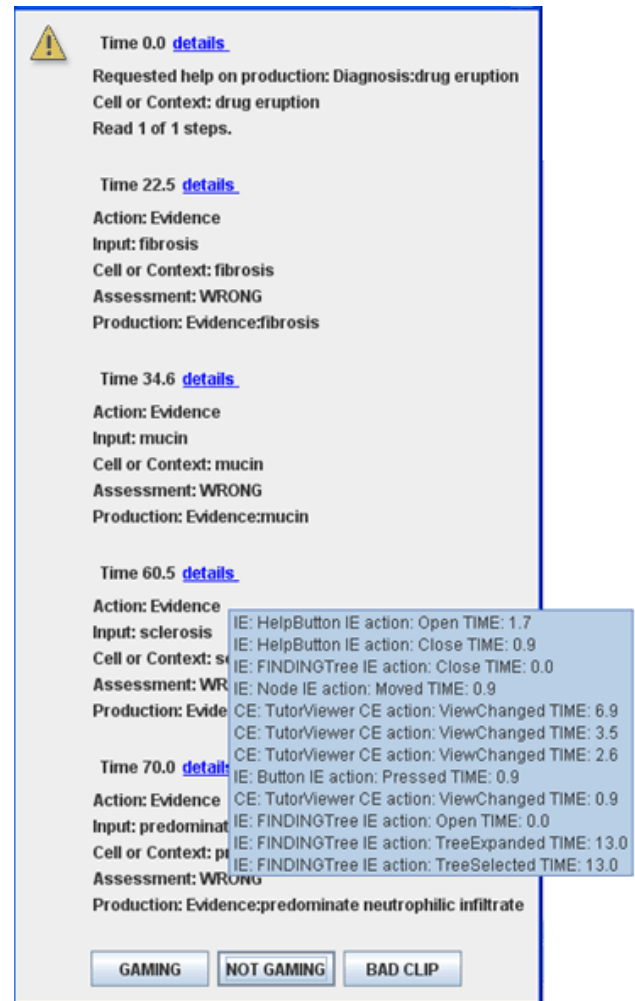 Time 0.0 details
Requested help on production: Diagnosis:drug eruption
Cell or Context: drug eruption
Read 1 of 1 steps.
Time 22.5 details
Action: Evidence
Input: fibrosis
Cell or Context: fibrosis
Assessment: WRONG
Production: Evidence:fibrosis
Time 34.6 details
Action: Evidence
Input: mucin
Cell or Context: mucin
Assessment: WRONG
Production: Evidence:mucin
Time 60.5 details
Action: Evidence
Input: sclerosis
Cell or Context: s
Assessment: WR
Production: Evide
IE: HelpButton IE action: Open TIME: 1.7
IE: HelpButton IE action: Close TIME: 0.9
IE: FINDINGTree IE action: Close TIME: 0.0
IE: Node IE action: Moved TIME: 0.9
CE: TutorViewer CE action: ViewChanged TIME: 6.9
CE: TutorViewer CE action: ViewChanged TIME: 3.5
CE: TutorViewer CE action: ViewChanged TIME: 2.6
IE: Button IE action: Pressed TIME: 0.9
CE: TutorViewer CE action: ViewChanged TIME: 0.9
IE: FINDINGTree IE action: Open TIME: 0.0
IE: FINDINGTree IE action: TreeExpanded TIME: 13.0
IE: FINDINGTree IE action: TreeSelected TIME: 13.0
Time 70.0 detail
Action: Evidence
Input: predominat
Cell or Context: p
Assessment: WRONG
Production: Evidence:predominate neutrophilic infiltrate
GAMING NOT GAMING BAD CLIP